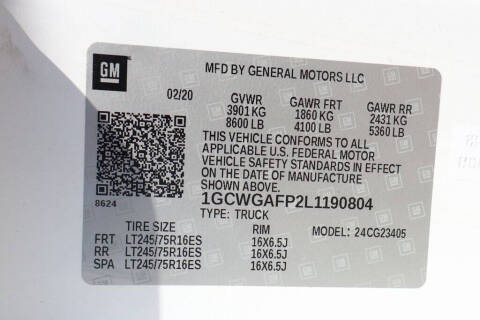 GM
MFD BY GENERAL MOTORS LLC
02/20 GVWR GAWR FRT GAWR RR
3901 KG 1860 KG 2431 KG
8600 LB 4100 LB 5360 LB
THIS VEHICLE CONFORMS TO ALL
APPLICABLE U.S. FEDERAL MOTOR
VEHICLE SAFETY STANDARDS IN EFFECT
ON THE DATE OF MANUFACTURE
SHOWN ABOVE.
8624 1GCWGAFP2L1190804
TYPE: TRUCK
TIRE SIZE RIM MODEL: 24CG23405
FRT LT245/75R16ES 16X6.5J
RR LT245/75R16ES 16X6.5J
SPA LT245/75R16ES 16X6.5J